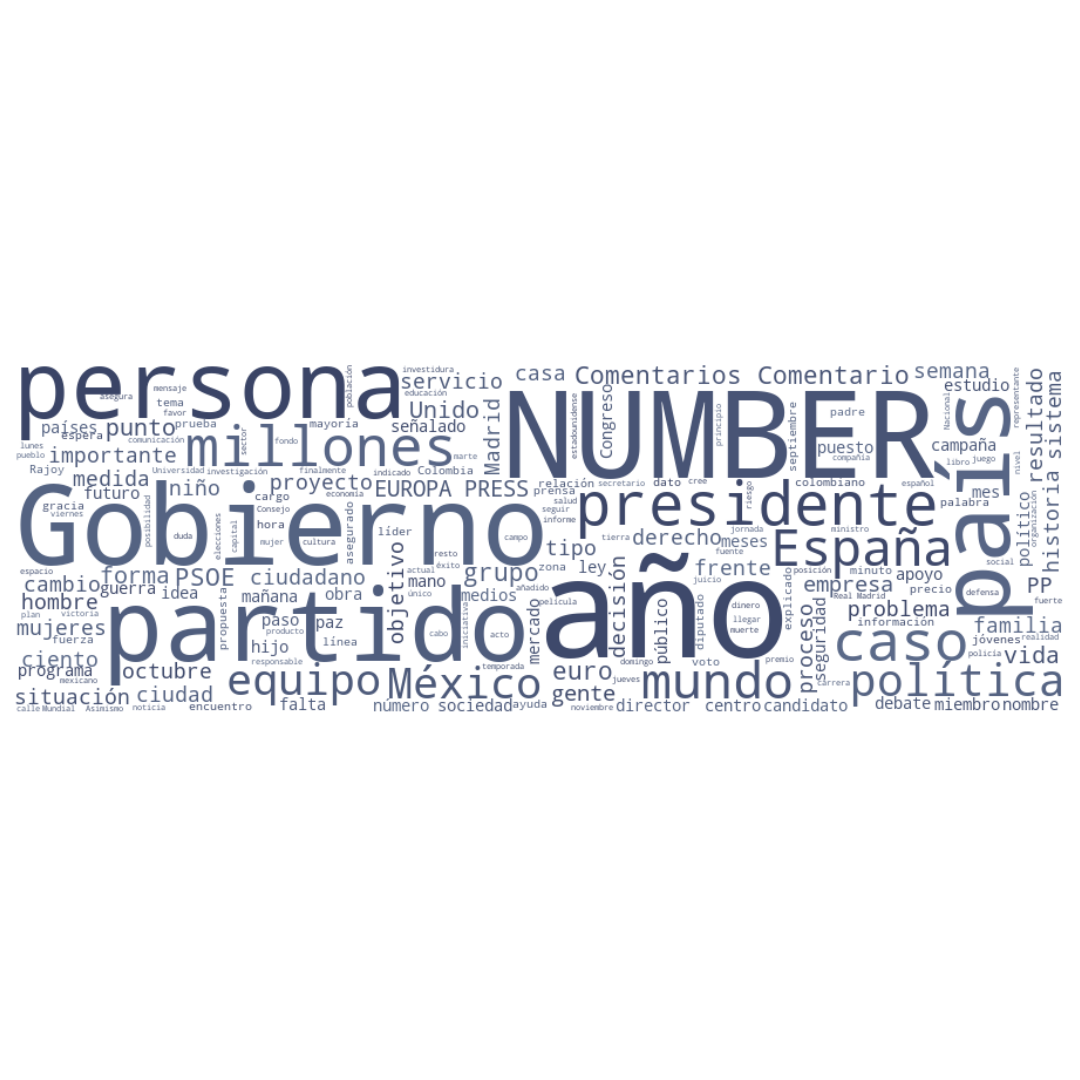 persona
NUMBER
país
Gobierno
año
partido
presidente
España
millones
mundo
política
caso
equipo
México
Comentarios Comentario
casa
semana
estudio
servicio
Unido
señalado
Madrid
Congreso
investidura
educación
población
mayoría
mensaje
asegura
tema
favor
prueba
países
espera
punto
comunicación
lunes
pueblo
importante
sector
fondo
marte
estadounidense
principio
septiembre
padre
puesto
campaña
libro
juego
Nacional
representante
resultado
nivel
sistema
historia
Rajoy
medida
Universidad
investigación
finalmente
indicado
Colombia
relación
secretario
dato
cree
colombiano
español
futuro
niño
proyecto
cargo
economía
EUROPA PRESS
prensa
salud
seguir
informe
riesgo
palabra
mes
político
organización
gracia
viernes
posibilidad
duda
elecciones
capital
Consejo
hora
mujer
cultura
asegurado
líder
resto
éxito
campo
tierra
derecho
meses
jornada
fuente
ministro
social
espacio
cambio
forma
guerra
PSOE
idea
ciudadano
mañana
obra
objetivo
actual
mano
único
grupo
medios
añadido
película
zona
tipo
ley
decisión
frente
juicio
posición
minuto
apoyo
empresa
Real Madrid
precio
defensa
PP
fuerte
plan
victoria
hombre
propuesta
paso
producto
paz
línea
cabo
iniciativa
acto
mercado
público
diputado
dinero
llegar
muerte
explicado
seguridad
problema
información
familia
jóvenes
realidad
mujeres
fuerza
hijo
responsable
temporada
domingo
jueves
voto
premio
proceso
carrera
policía
compañía
vida
ciento
programa
mexicano
octubre
situación
ciudad
encuentro
falta
número
sociedad
ayuda
euro
gente
noviembre
director
centro
candidato
debate
miembro
nombre
calle
Mundial
Asimismo
noticia